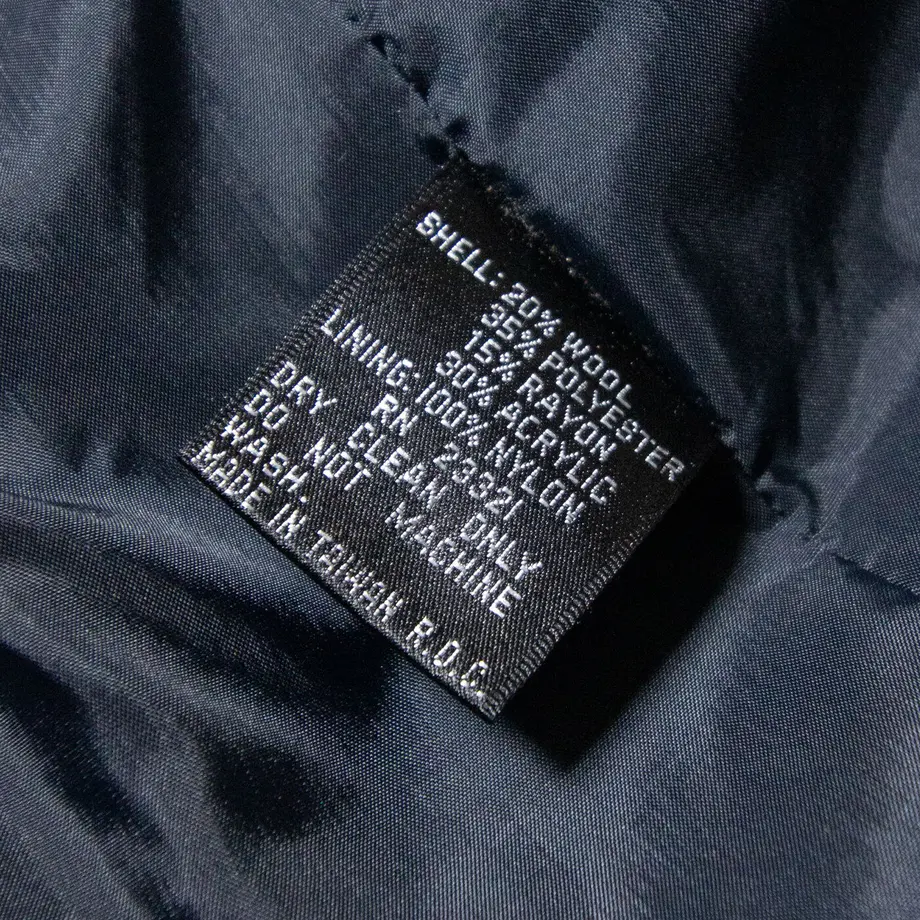 SHELL: 20% WOOL
35% POLYESTER
15% RAYON
30% ACRYLIC
LINING: 100% NYLON
RN 23321
DRY CLEAN ONLY
DO NOT MACHINE
WASH.
MADE IN TAIWAN R.O.C.